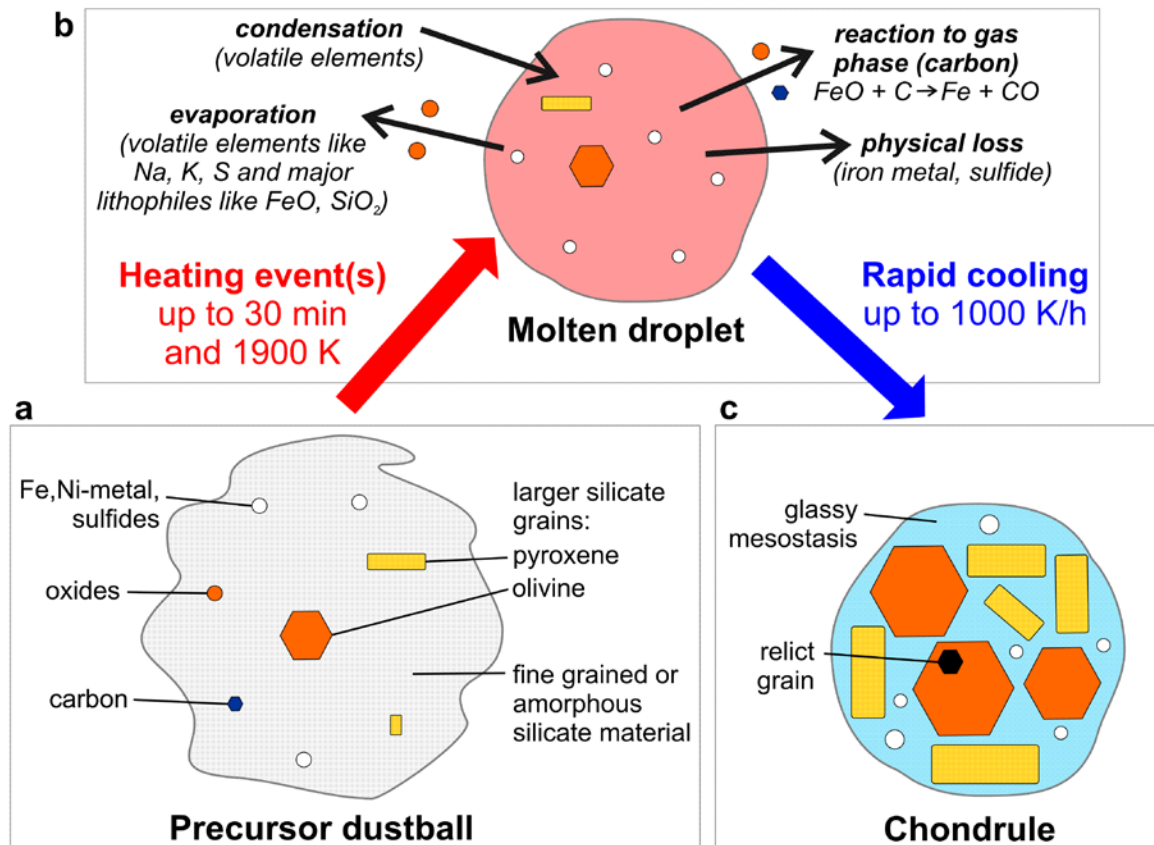 b
condensation
(volatile elements)
evaporation
(volatile elements like
Na, K, S and major
lithophiles like FeO, SiO₂)
reaction to gas
phase (carbon)
FeO + C→Fe + CO
physical loss
(iron metal, sulfide)
Heating event(s)
up to 30 min
and 1900 K
Molten droplet
Rapid cooling
up to 1000 K/h
a
Fe,Ni-metal,
sulfides
oxides
carbon
larger silicate
grains:
pyroxene
olivine
fine grained or
amorphous
silicate material
Precursor dustball
c
glassy
mesostasis
relict
grain
Chondrule